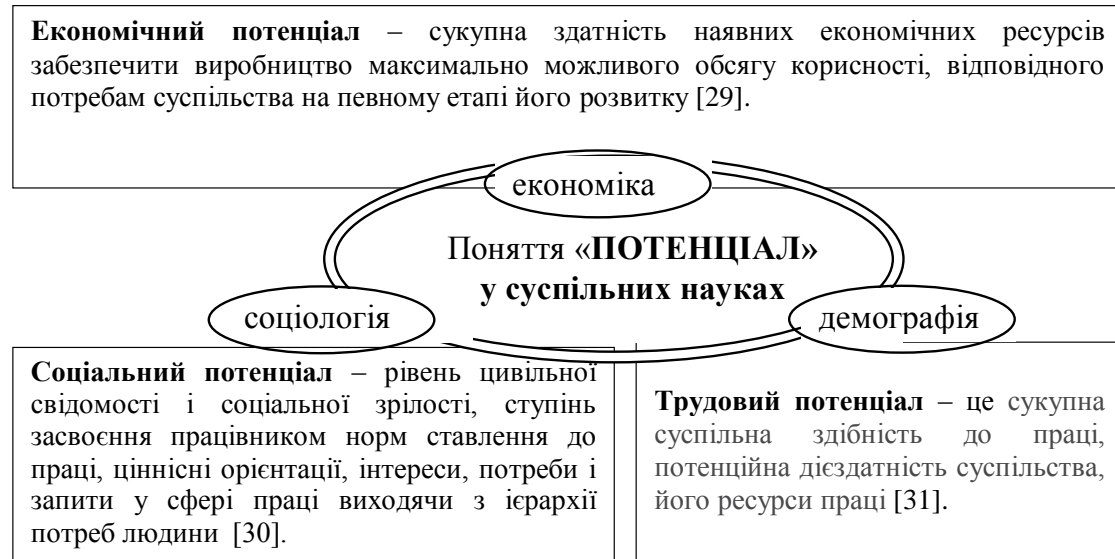 Економічний потенціал – сукупна здатність наявних економічних ресурсів
забезпечити виробництво максимально можливого обсягу корисності, відповідного
потребам суспільства на певному етапі його розвитку [29].
економіка
Поняття «ПОТЕНЦІАЛ»
у суспільних науках
соціологія
демографія
Соціальний потенціал – рівень цивільної
свідомості і соціальної зрілості, ступінь
засвоєння працівником норм ставлення до
праці, ціннісні орієнтації, інтереси, потреби і
запити у сфері праці виходячи з ієрархії
потреб людини [30].
Трудовий потенціал – це сукупна
суспільна здібність до праці,
потенційна дієздатність суспільства,
його ресурси праці [31].